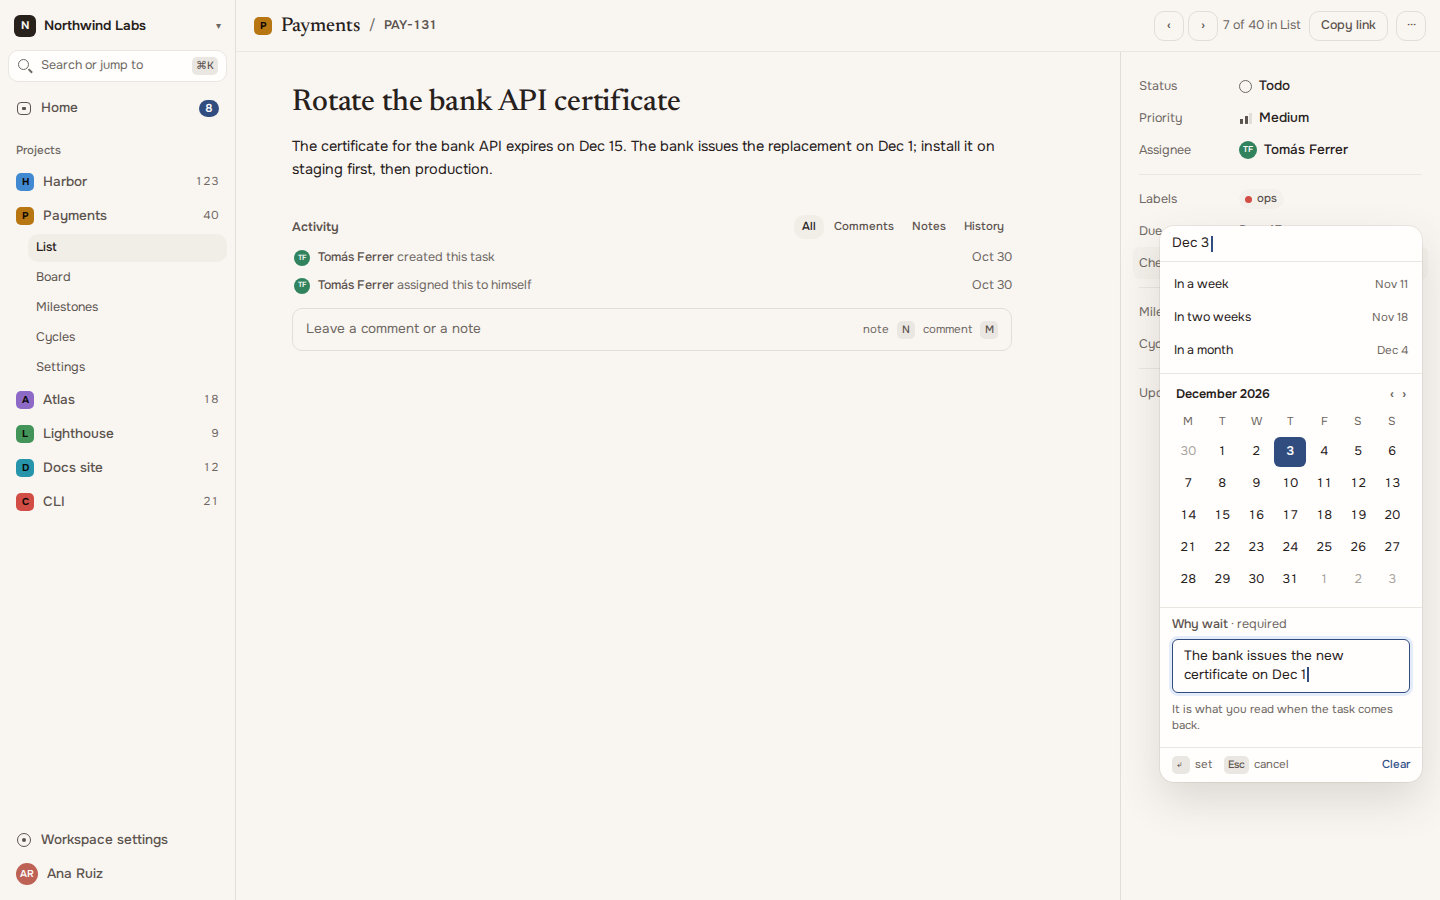 N Northwind Labs
Search or jump to ⌘K
Home 8
Projects
H Harbor 123
P Payments 40
List
Board
Milestones
Cycles
Settings
A Atlas 18
L Lighthouse 9
D Docs site 12
C CLI 21
Workspace settings
AR Ana Ruiz
P Payments / PAY-131
‹ › 7 of 40 in List Copy link ···
Rotate the bank API certificate
The certificate for the bank API expires on Dec 15. The bank issues the replacement on Dec 1; install it on
staging first, then production.
Activity All Comments Notes History
TF Tomás Ferrer created this task Oct 30
TF Tomás Ferrer assigned this to himself Oct 30
Leave a comment or a note note N comment M
Status Todo
Priority Medium
Assignee TF Tomás Ferrer
Labels ops
Due
Che
Mile
Cyc
Upd
Dec 3
In a week Nov 11
In two weeks Nov 18
In a month Dec 4
December 2026 ‹ ›
M T W T F S S
30 1 2 3 4 5 6
7 8 9 10 11 12 13
14 15 16 17 18 19 20
21 22 23 24 25 26 27
28 29 30 31 1 2 3
Why wait · required
The bank issues the new
certificate on Dec 1
It is what you read when the task comes
back.
set Esc cancel Clear